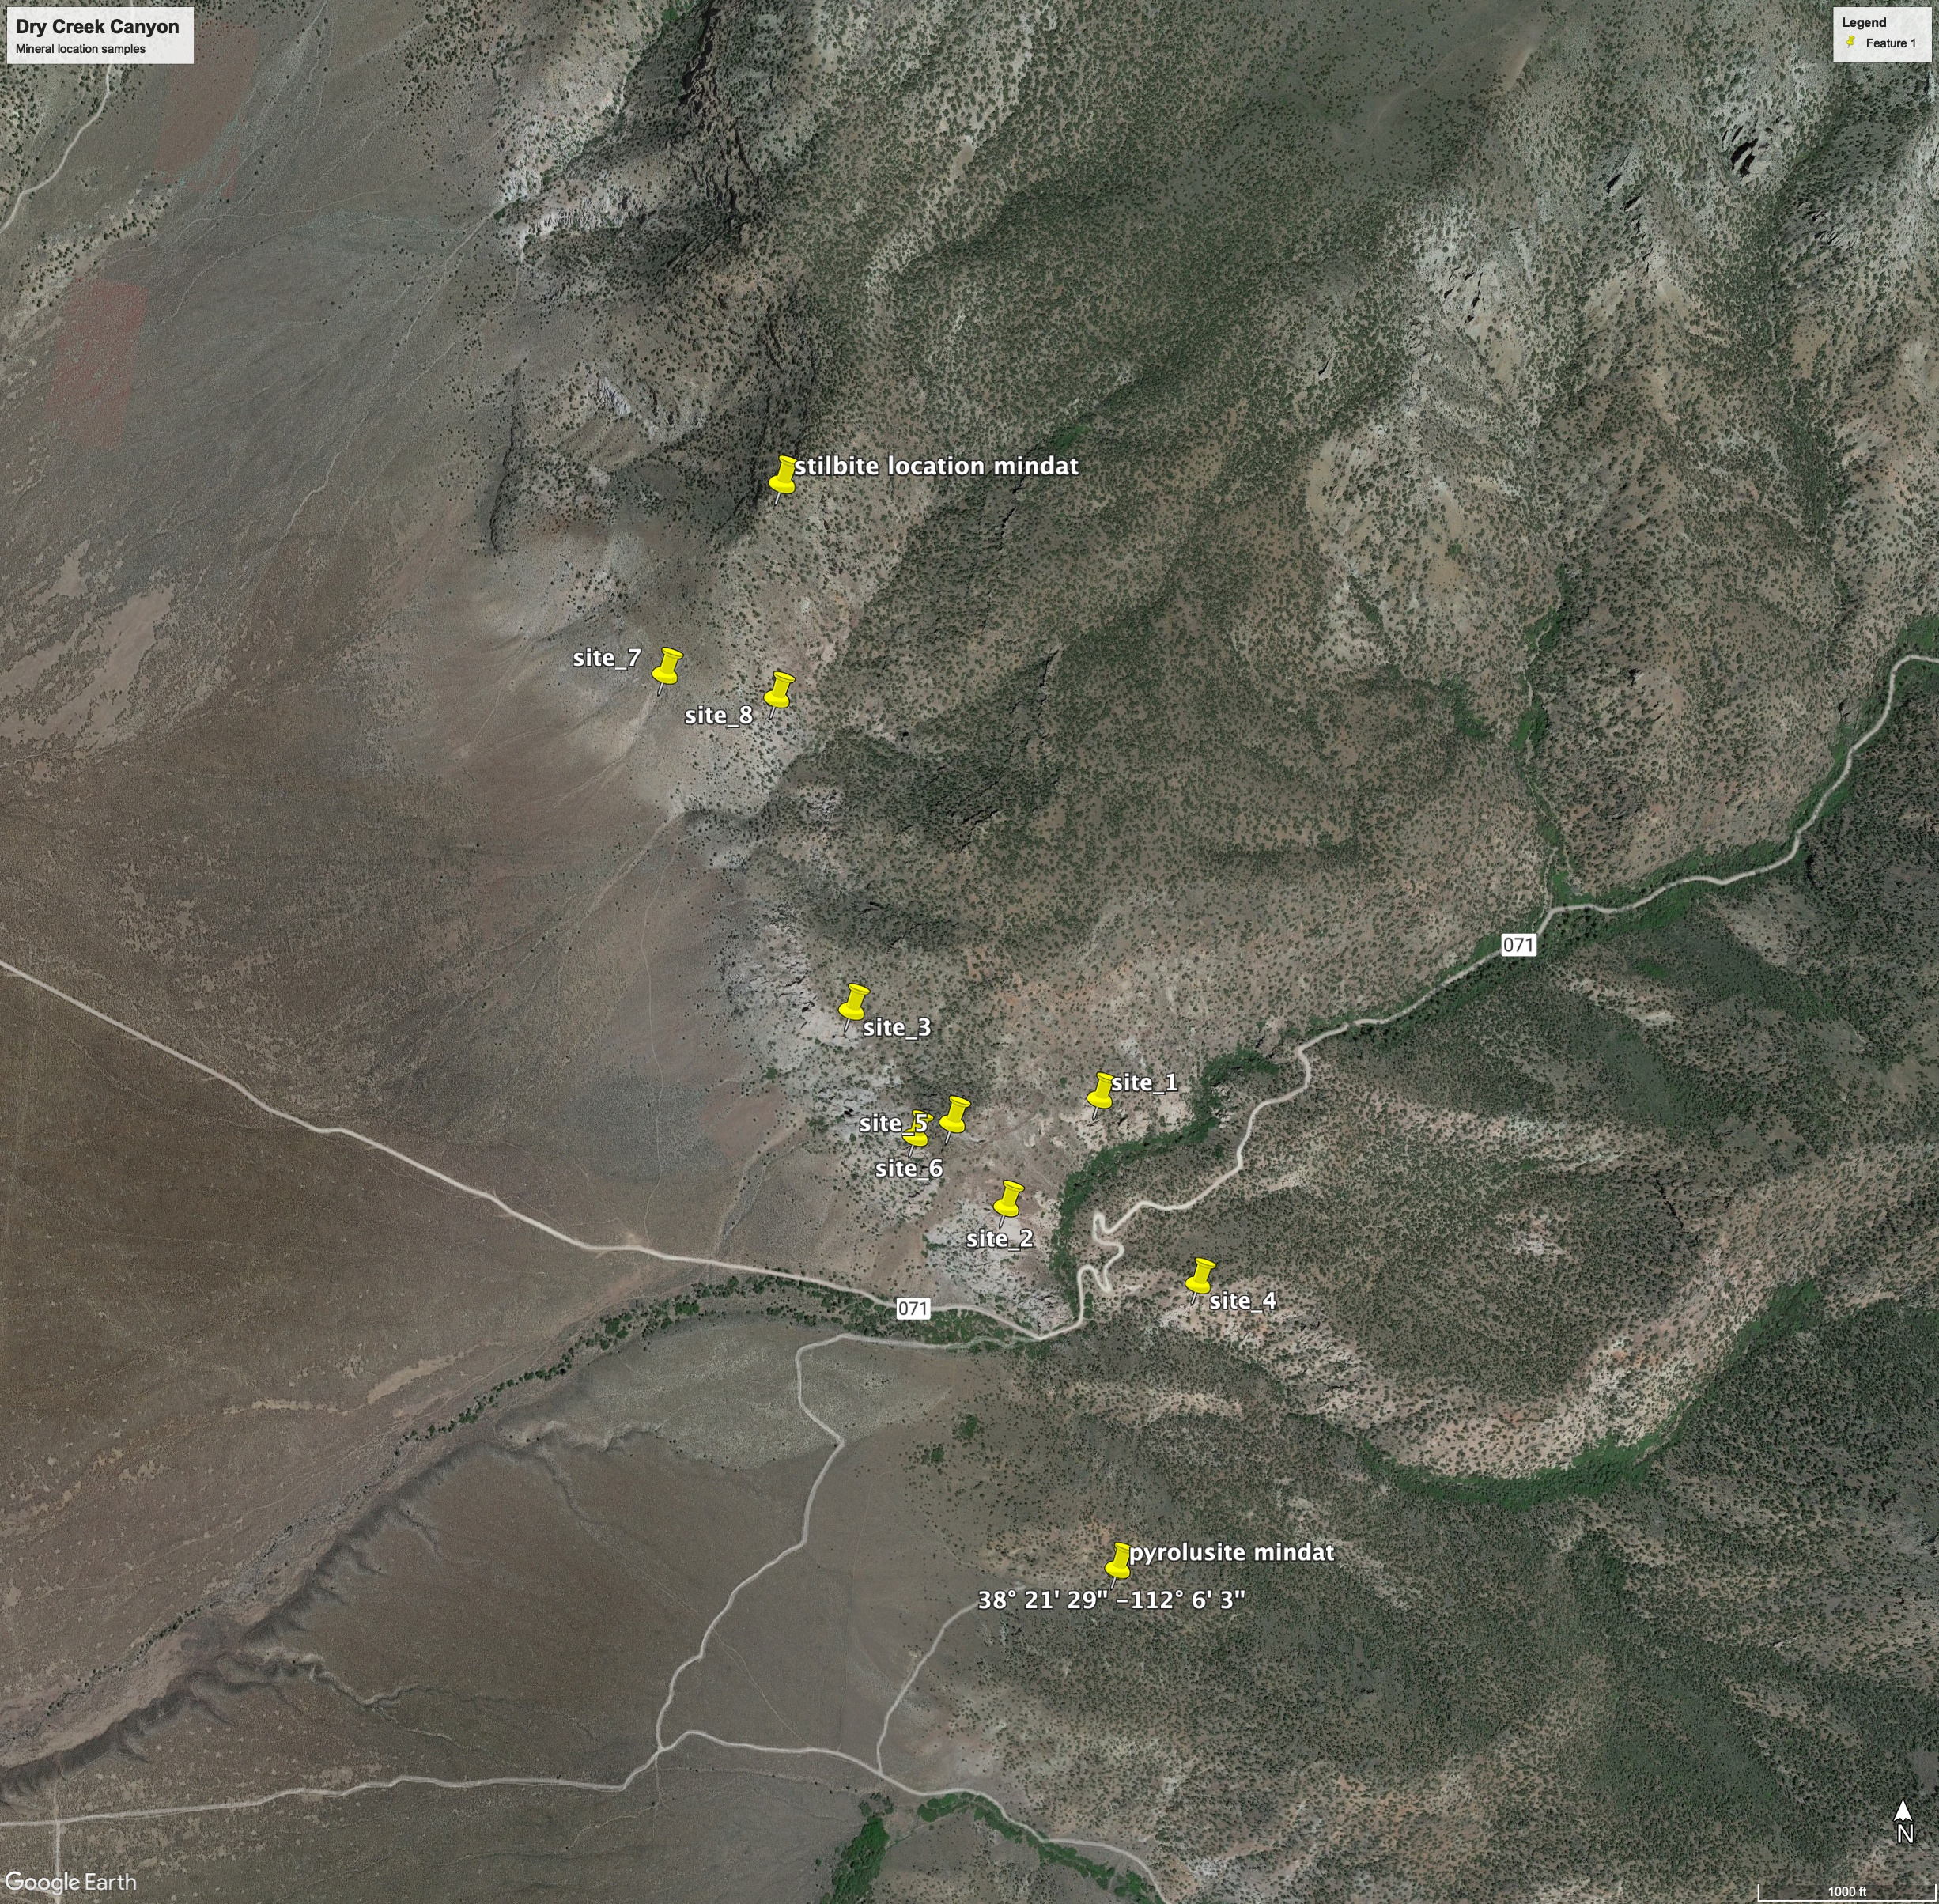 Dry Creek Canyon
Mineral location samples
Legend
Feature 1
stilbite location mindat
site_7
site_8
071
site_3
site_1
site_5
site_6
site_2
site_4
071
pyrolusite mindat
38° 21' 29" -112° 6' 3"
N
Google Earth
1000 ft